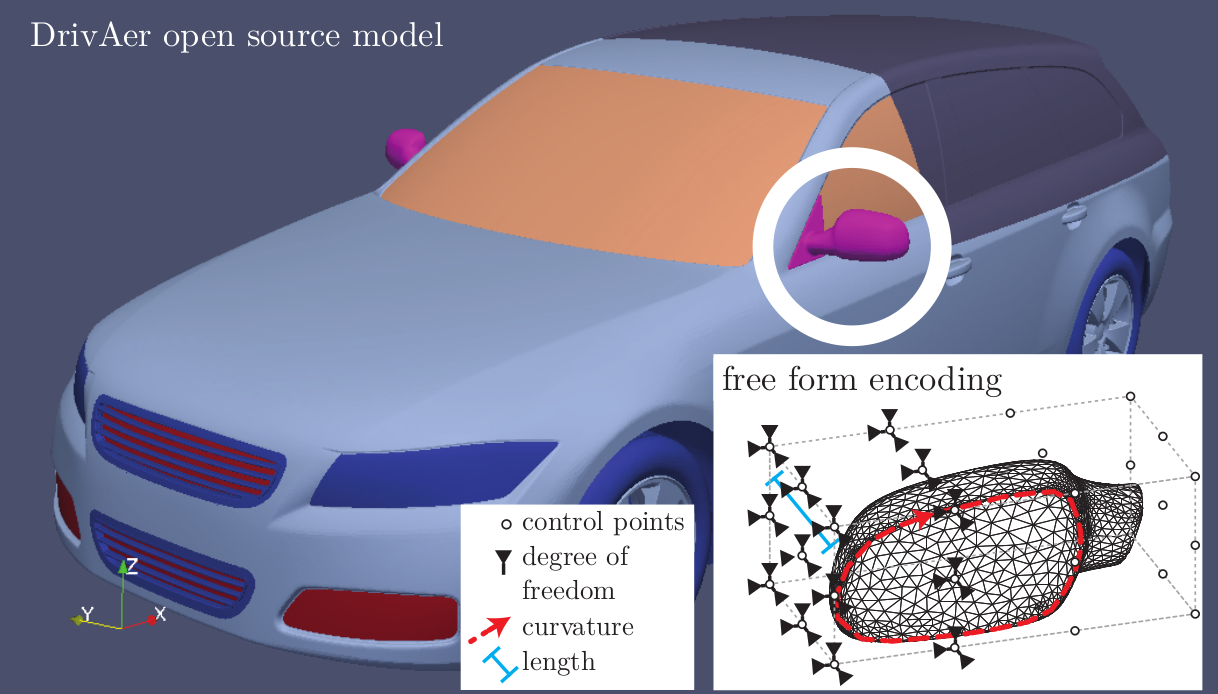 DrivAer open source model
free form encoding
control points
degree of
freedom
curvature
length
Z
Y
X